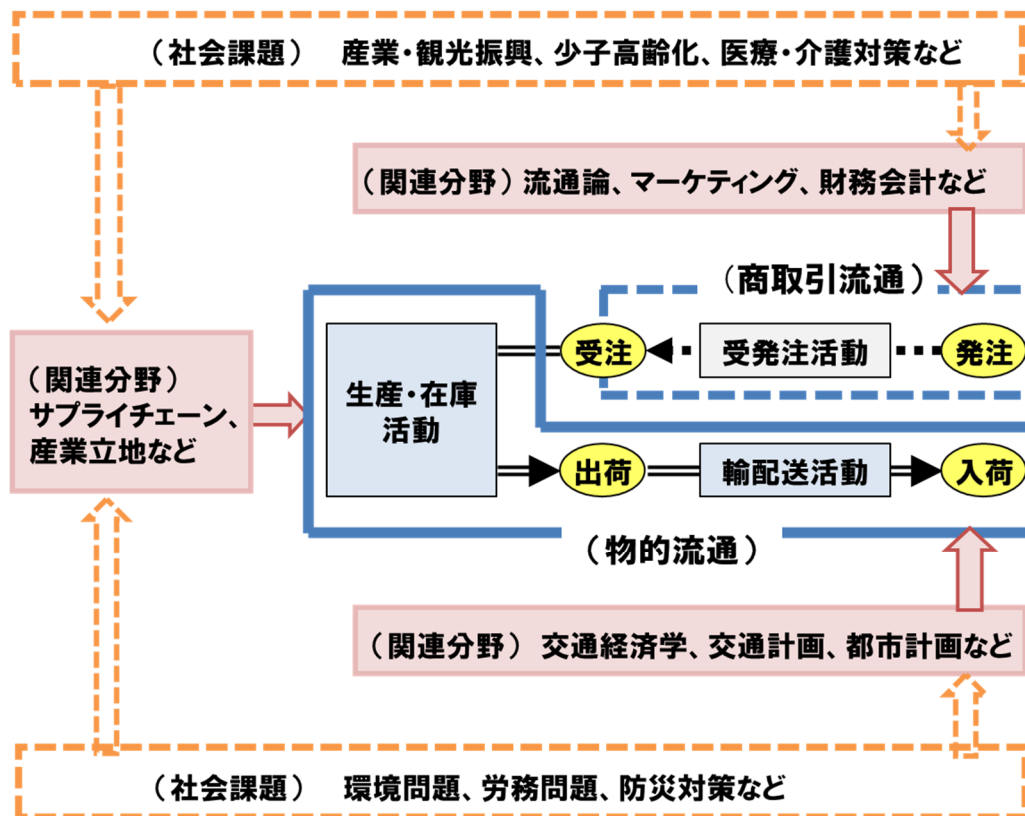 （社会課題）　産業・観光振興、少子高齢化、医療・介護対策など
（関連分野）流通論、マーケティング、財務会計など
（商取引流通）
受注
受発注活動
発注
（関連分野）
サプライチェーン、
産業立地など
生産・在庫
活動
出荷
輸配送活動
入荷
（物的流通）
（関連分野）交通経済学、交通計画、都市計画など
（社会課題）　環境問題、労務問題、防災対策など